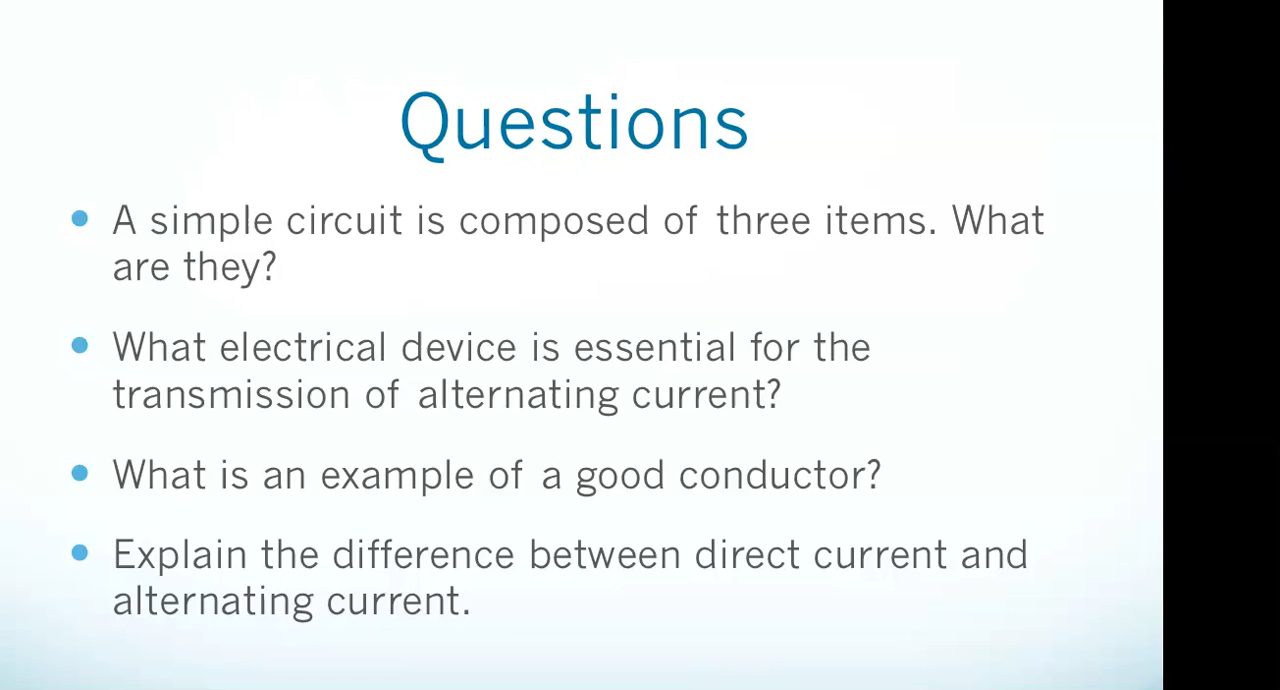 Questions
• A simple circuit is composed of three items. What
are they?
• What electrical device is essential for the
transmission of alternating current?
• What is an example of a good conductor?
• Explain the difference between direct current and
alternating current.